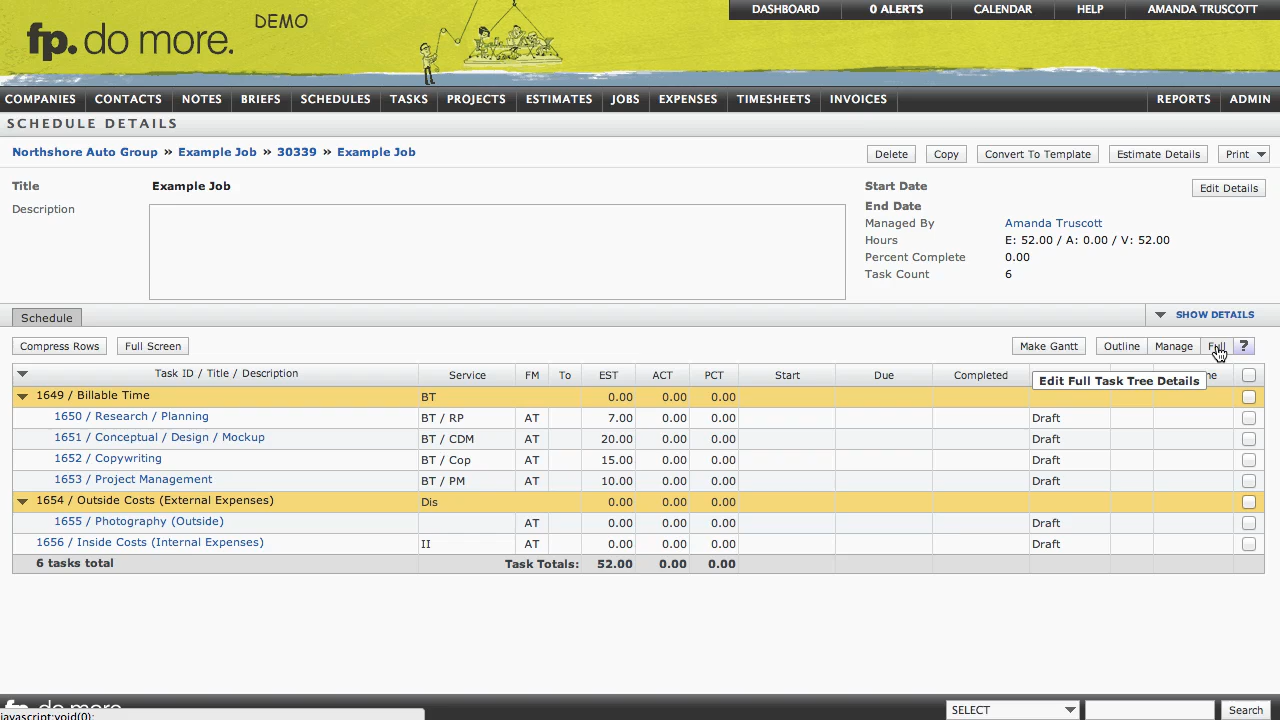 DASHBOARD 0 ALERTS CALENDAR HELP AMANDA TRUSCOTT
fp. do more. DEMO
COMPANIES CONTACTS NOTES BRIEFS SCHEDULES TASKS PROJECTS ESTIMATES JOBS EXPENSES TIMESHEETS INVOICES REPORTS ADMIN
SCHEDULE DETAILS
Northshore Auto Group » Example Job » 30339 » Example Job Delete Copy Convert To Template Estimate Details Print
Title Example Job Start Date Edit Details
Description End Date
Managed By Amanda Truscott
Hours E: 52.00 / A: 0.00 / V: 52.00
Percent Complete 0.00
Task Count 6
Schedule SHOW DETAILS
Compress Rows Full Screen Make Gantt Outline Manage Full ?
Task ID / Title / Description Service FM To EST ACT PCT Start Due Completed
Edit Full Task Tree Details
1649 / Billable Time BT 0.00 0.00 0.00
1650 / Research / Planning BT / RP AT 7.00 0.00 0.00 Draft
1651 / Conceptual / Design / Mockup BT / CDM AT 20.00 0.00 0.00 Draft
1652 / Copywriting BT / Cop AT 15.00 0.00 0.00 Draft
1653 / Project Management BT / PM AT 10.00 0.00 0.00 Draft
1654 / Outside Costs (External Expenses) Dis 0.00 0.00 0.00
1655 / Photography (Outside) AT 0.00 0.00 0.00 Draft
1656 / Inside Costs (Internal Expenses) II AT 0.00 0.00 0.00 Draft
6 tasks total Task Totals: 52.00 0.00 0.00
fp. do more.
javascript:void(0); SELECT Search